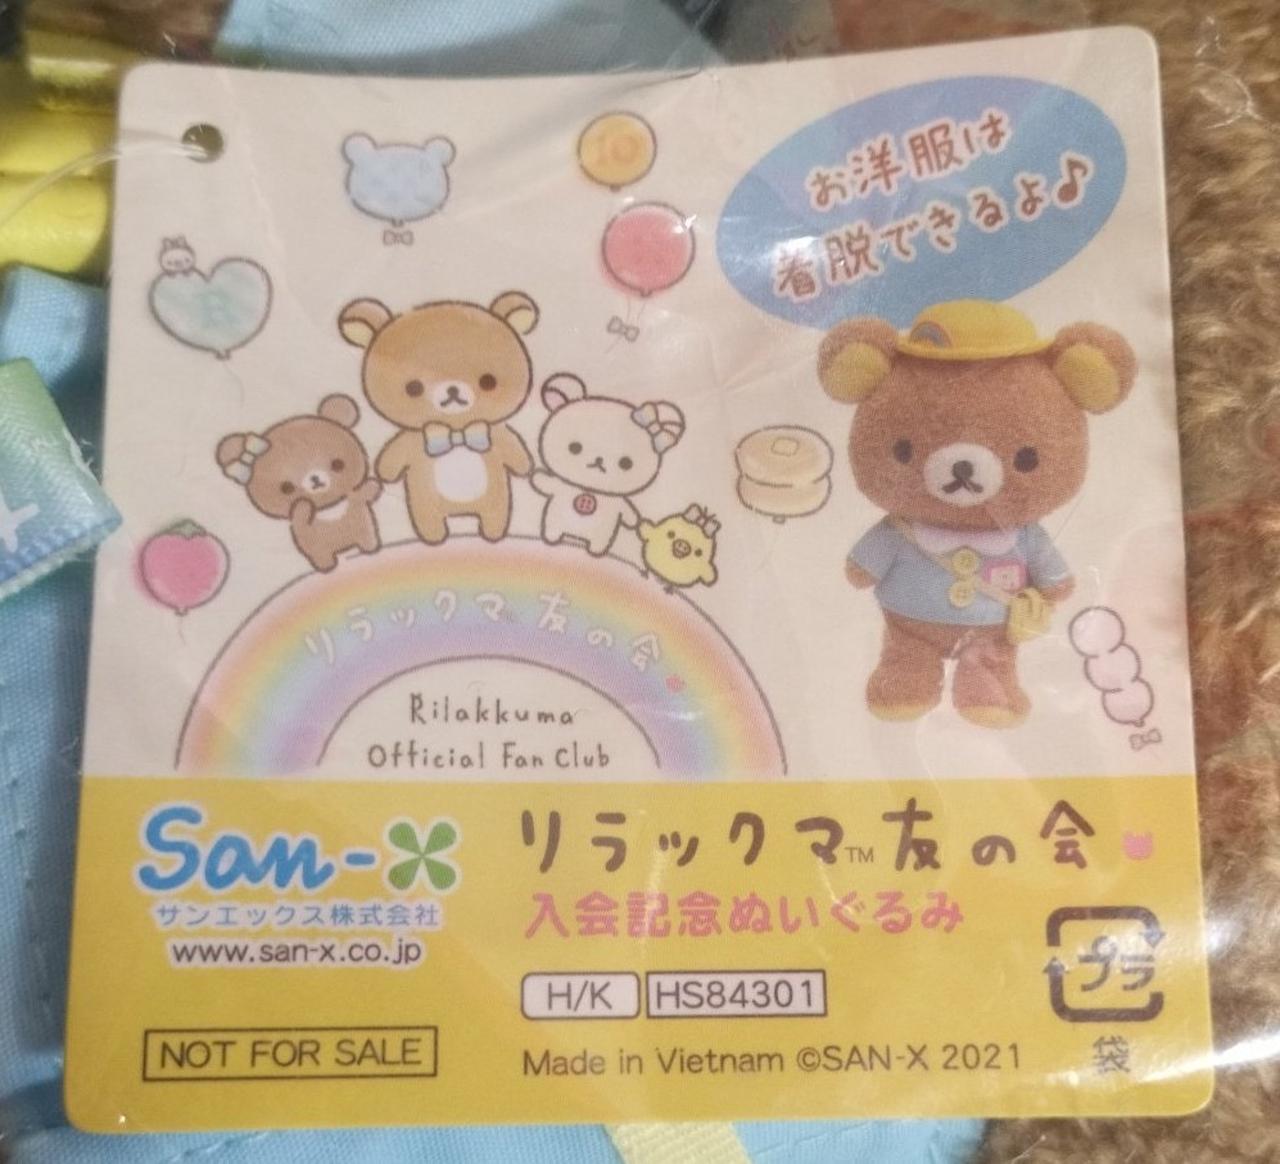 お洋服は
着脱できるよ♪
10
リラックマ友の会
Rilakkuma
Official Fan Club
San-X
サンエックス株式会社
www.san-x.co.jp
NOT FOR SALE
リラックマ™友の会
入会記念ぬいぐるみ
H/K HS84301
Made in Vietnam ©SAN-X 2021
プラ
袋